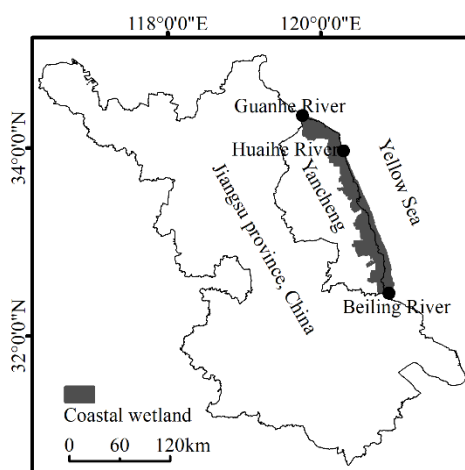 118°0'0"E
120°0'0"E
34°0'0"N
32°0'0"N
Guanhe River
Huaihe River
Yancheng
Yellow Sea
Jiangsu province, China
Beiling River
Coastal wetland
0 60 120km